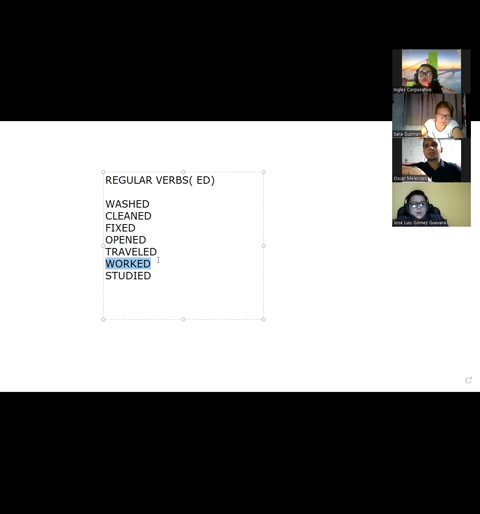 REGULAR VERBS( ED)
WASHED
CLEANED
FIXED
OPENED
TRAVELED
WORKED
STUDIED
Ingles Corporativo
Sara Guzman
Oscar Melendez
José Luis Gómez Guevara